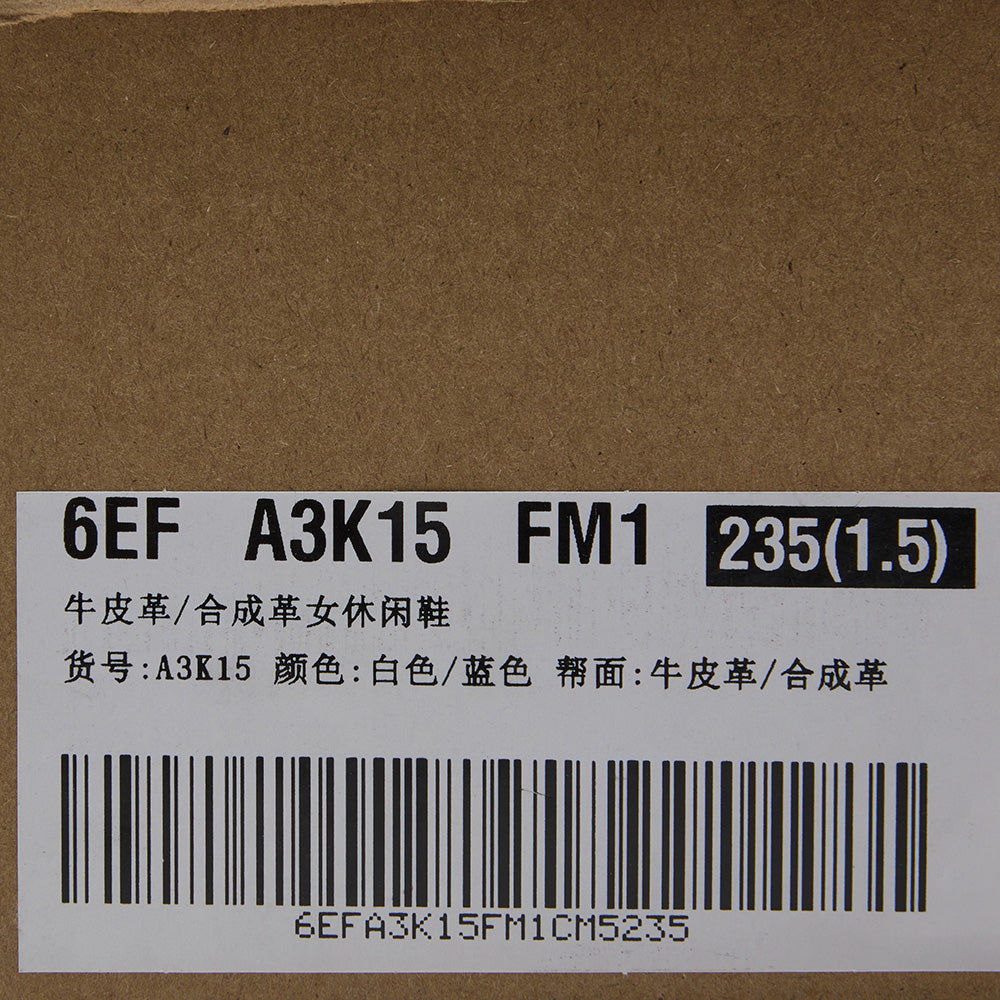 6EF A3K15 FM1 235(1.5)
牛皮革/合成革女休闲鞋
货号:A3K15 颜色:白色/蓝色 帮面:牛皮革/合成革
6EFA3K15FM1CM5235